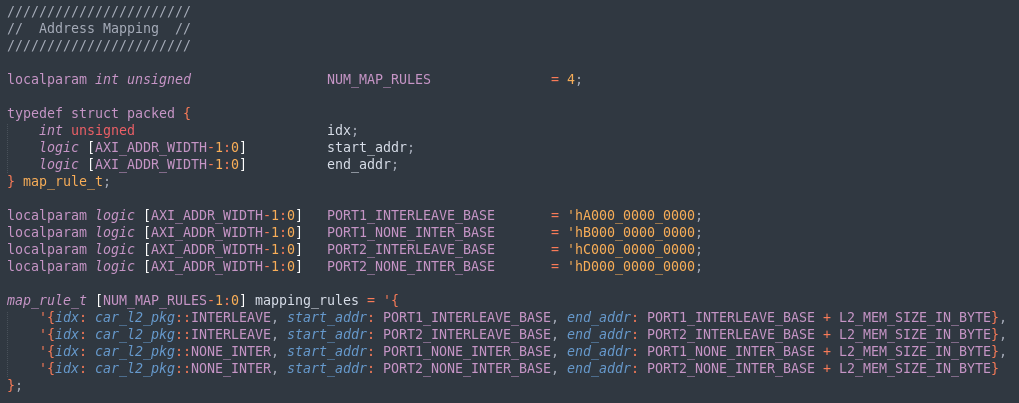 ///////////////////////
//  Address Mapping  //
///////////////////////
localparam int unsigned                 NUM_MAP_RULES               = 4;
typedef struct packed {
    int unsigned                        idx;
    logic [AXI_ADDR_WIDTH-1:0]          start_addr;
    logic [AXI_ADDR_WIDTH-1:0]          end_addr;
} map_rule_t;
localparam logic [AXI_ADDR_WIDTH-1:0]   PORT1_INTERLEAVE_BASE       = 'hA000_0000_0000;
localparam logic [AXI_ADDR_WIDTH-1:0]   PORT1_NONE_INTER_BASE       = 'hB000_0000_0000;
localparam logic [AXI_ADDR_WIDTH-1:0]   PORT2_INTERLEAVE_BASE       = 'hC000_0000_0000;
localparam logic [AXI_ADDR_WIDTH-1:0]   PORT2_NONE_INTER_BASE       = 'hD000_0000_0000;
map_rule_t [NUM_MAP_RULES-1:0] mapping_rules = '{
    '{idx: car_l2_pkg::INTERLEAVE, start_addr: PORT1_INTERLEAVE_BASE, end_addr: PORT1_INTERLEAVE_BASE + L2_MEM_SIZE_IN_BYTE},
    '{idx: car_l2_pkg::INTERLEAVE, start_addr: PORT2_INTERLEAVE_BASE, end_addr: PORT2_INTERLEAVE_BASE + L2_MEM_SIZE_IN_BYTE},
    '{idx: car_l2_pkg::NONE_INTER, start_addr: PORT1_NONE_INTER_BASE, end_addr: PORT1_NONE_INTER_BASE + L2_MEM_SIZE_IN_BYTE},
    '{idx: car_l2_pkg::NONE_INTER, start_addr: PORT2_NONE_INTER_BASE, end_addr: PORT2_NONE_INTER_BASE + L2_MEM_SIZE_IN_BYTE}
};